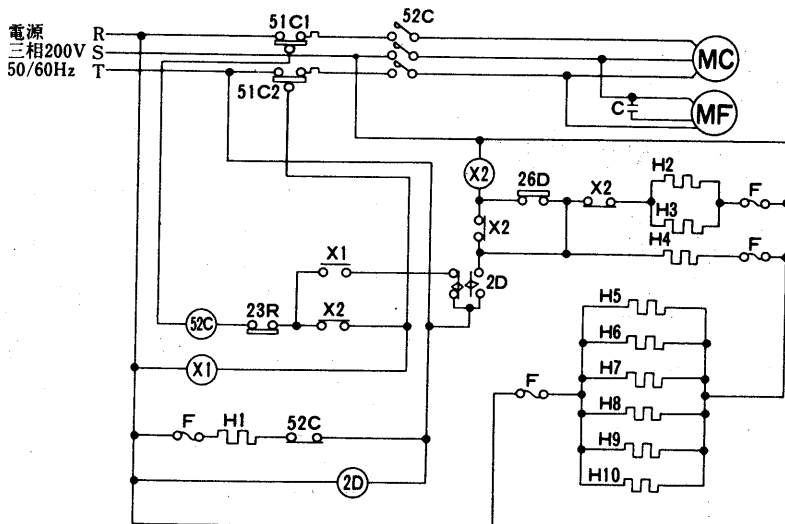 電源 R
三相200V S
50/60Hz T
51C1
51C2
52C
MC
C
MF
X2
26D
X2
H2
H3
F
X2
H4
F
X1
2D
52C
23R
X2
X1
H5
H6
H7
F
H8
H9
H10
F
H1
52C
2D